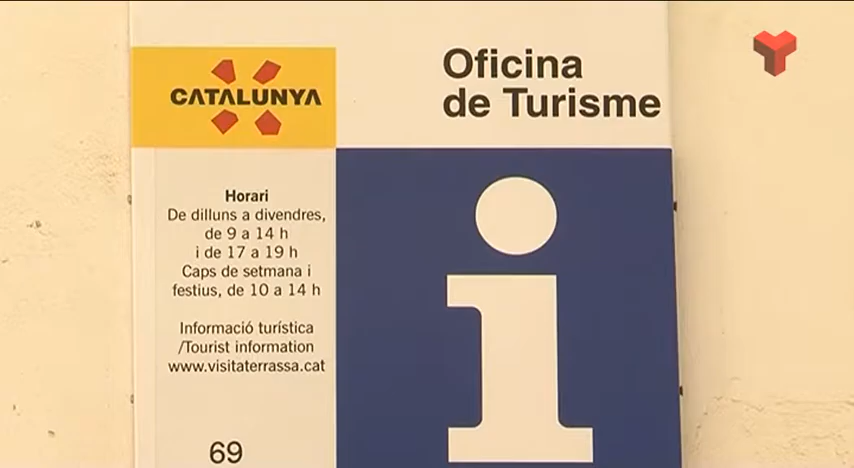 CATALUNYA
Oficina
de Turisme
Horari
De dilluns a divendres,
de 9 a 14 h
i de 17 a 19 h
Caps de setmana i
festius, de 10 a 14 h
Informació turística
/Tourist information
www.visitaterrassa.cat
69
i